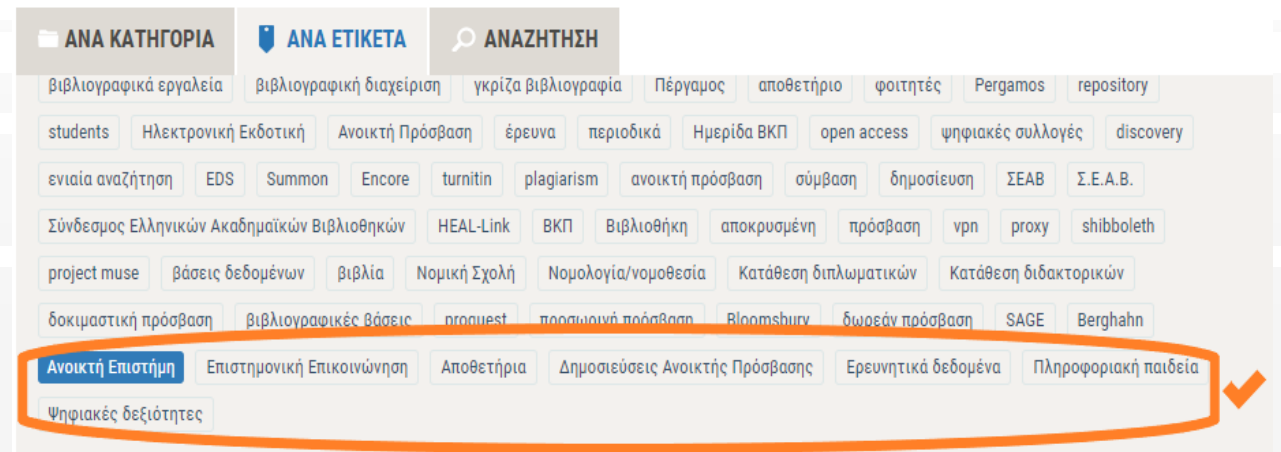 ΑΝΑ ΚΑΤΗΓΟΡΙΑ ΑΝΑ ΕΤΙΚΕΤΑ ΑΝΑΖΗΤΗΣΗ
βιβλιογραφικά εργαλεία βιβλιογραφική διαχείριση γκρίζα βιβλιογραφία Πέργαμος αποθετήριο φοιτητές Pergamos repository
students Ηλεκτρονική Εκδοτική Ανοικτή Πρόσβαση έρευνα περιοδικά Ημερίδα ΒΚΠ open access ψηφιακές συλλογές discovery
ενιαία αναζήτηση EDS Summon Encore turnitin plagiarism ανοικτή πρόσβαση σύμβαση δημοσίευση ΣΕΑΒ Σ.Ε.Α.Β.
Σύνδεσμος Ελληνικών Ακαδημαϊκών Βιβλιοθηκών HEAL-Link ΒΚΠ Βιβλιοθήκη αποκρυσμένη πρόσβαση vpn proxy shibboleth
project muse βάσεις δεδομένων βιβλία Νομική Σχολή Νομολογία/νομοθεσία Κατάθεση διπλωματικών Κατάθεση διδακτορικών
δοκιμαστική πρόσβαση βιβλιογραφικές βάσεις proquest προσωρινή πρόσβαση Bloomsbury δωρεάν πρόσβαση SAGE Berghahn
Ανοικτή Επιστήμη Επιστημονική Επικοινώνηση Αποθετήρια Δημοσιεύσεις Ανοικτής Πρόσβασης Ερευνητικά δεδομένα Πληροφοριακή παιδεία
Ψηφιακές δεξιότητες